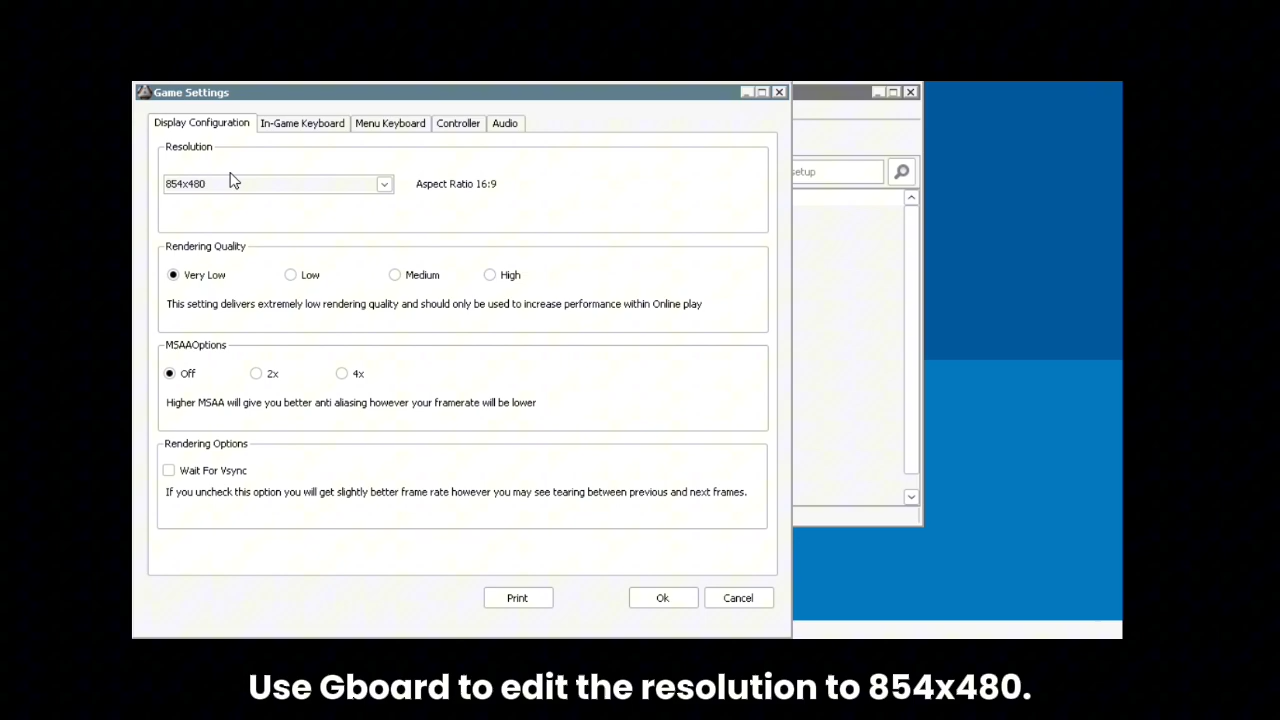 Game Settings
Display Configuration
In-Game Keyboard
Menu Keyboard
Controller
Audio
Resolution
854x480
Aspect Ratio 16:9
setup
Rendering Quality
Very Low
Low
Medium
High
This setting delivers extremely low rendering quality and should only be used to increase performance within Online play
MSAAOptions
Off
2x
4x
Higher MSAA will give you better anti aliasing however your framerate will be lower
Rendering Options
Wait For Vsync
If you uncheck this option you will get slightly better frame rate however you may see tearing between previous and next frames.
Print
Ok
Cancel
Use Gboard to edit the resolution to 854x480.